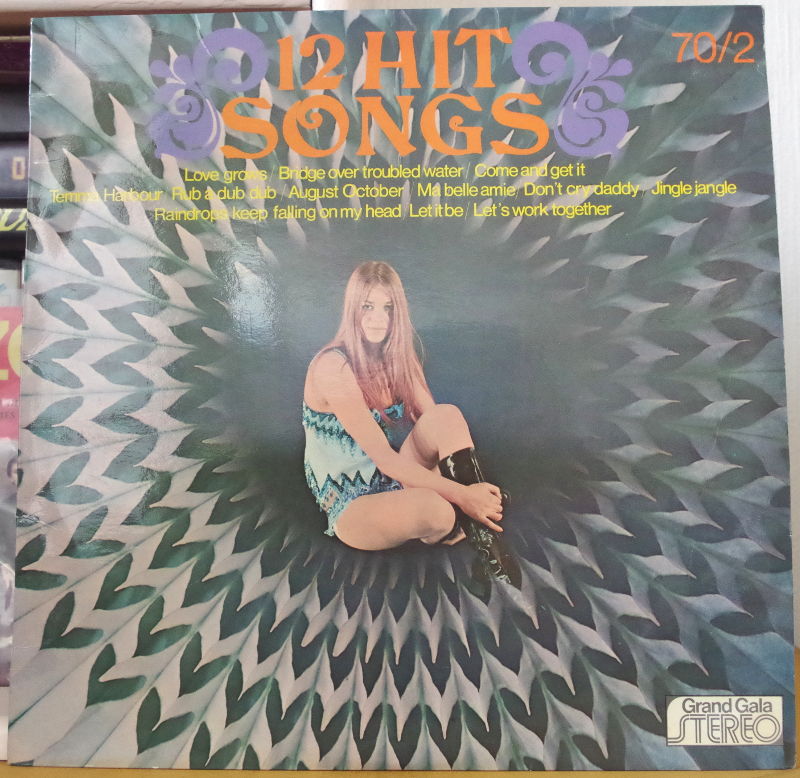 12 HIT
SONGS
70/2
Love grows / Bridge over troubled water / Come and get it
Temma Harbour / Rub a dub dub / August October / Ma belle amie / Don't cry daddy / Jingle jangle
Raindrops keep falling on my head / Let it be / Let's work together
Grand Gala
STEREO